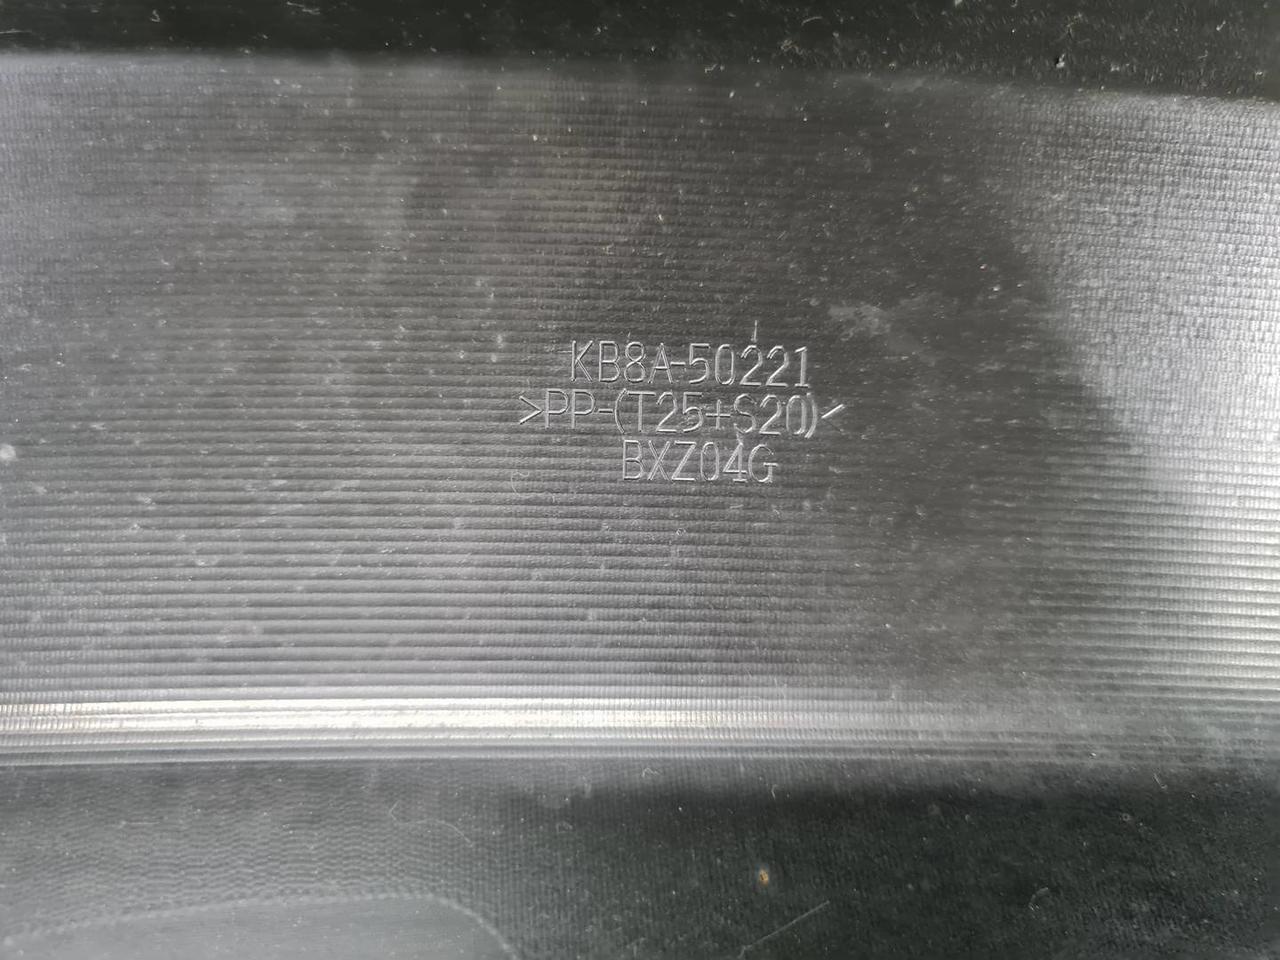 KB8A-50221
>PP-(T25+S20)<
BXZ04G